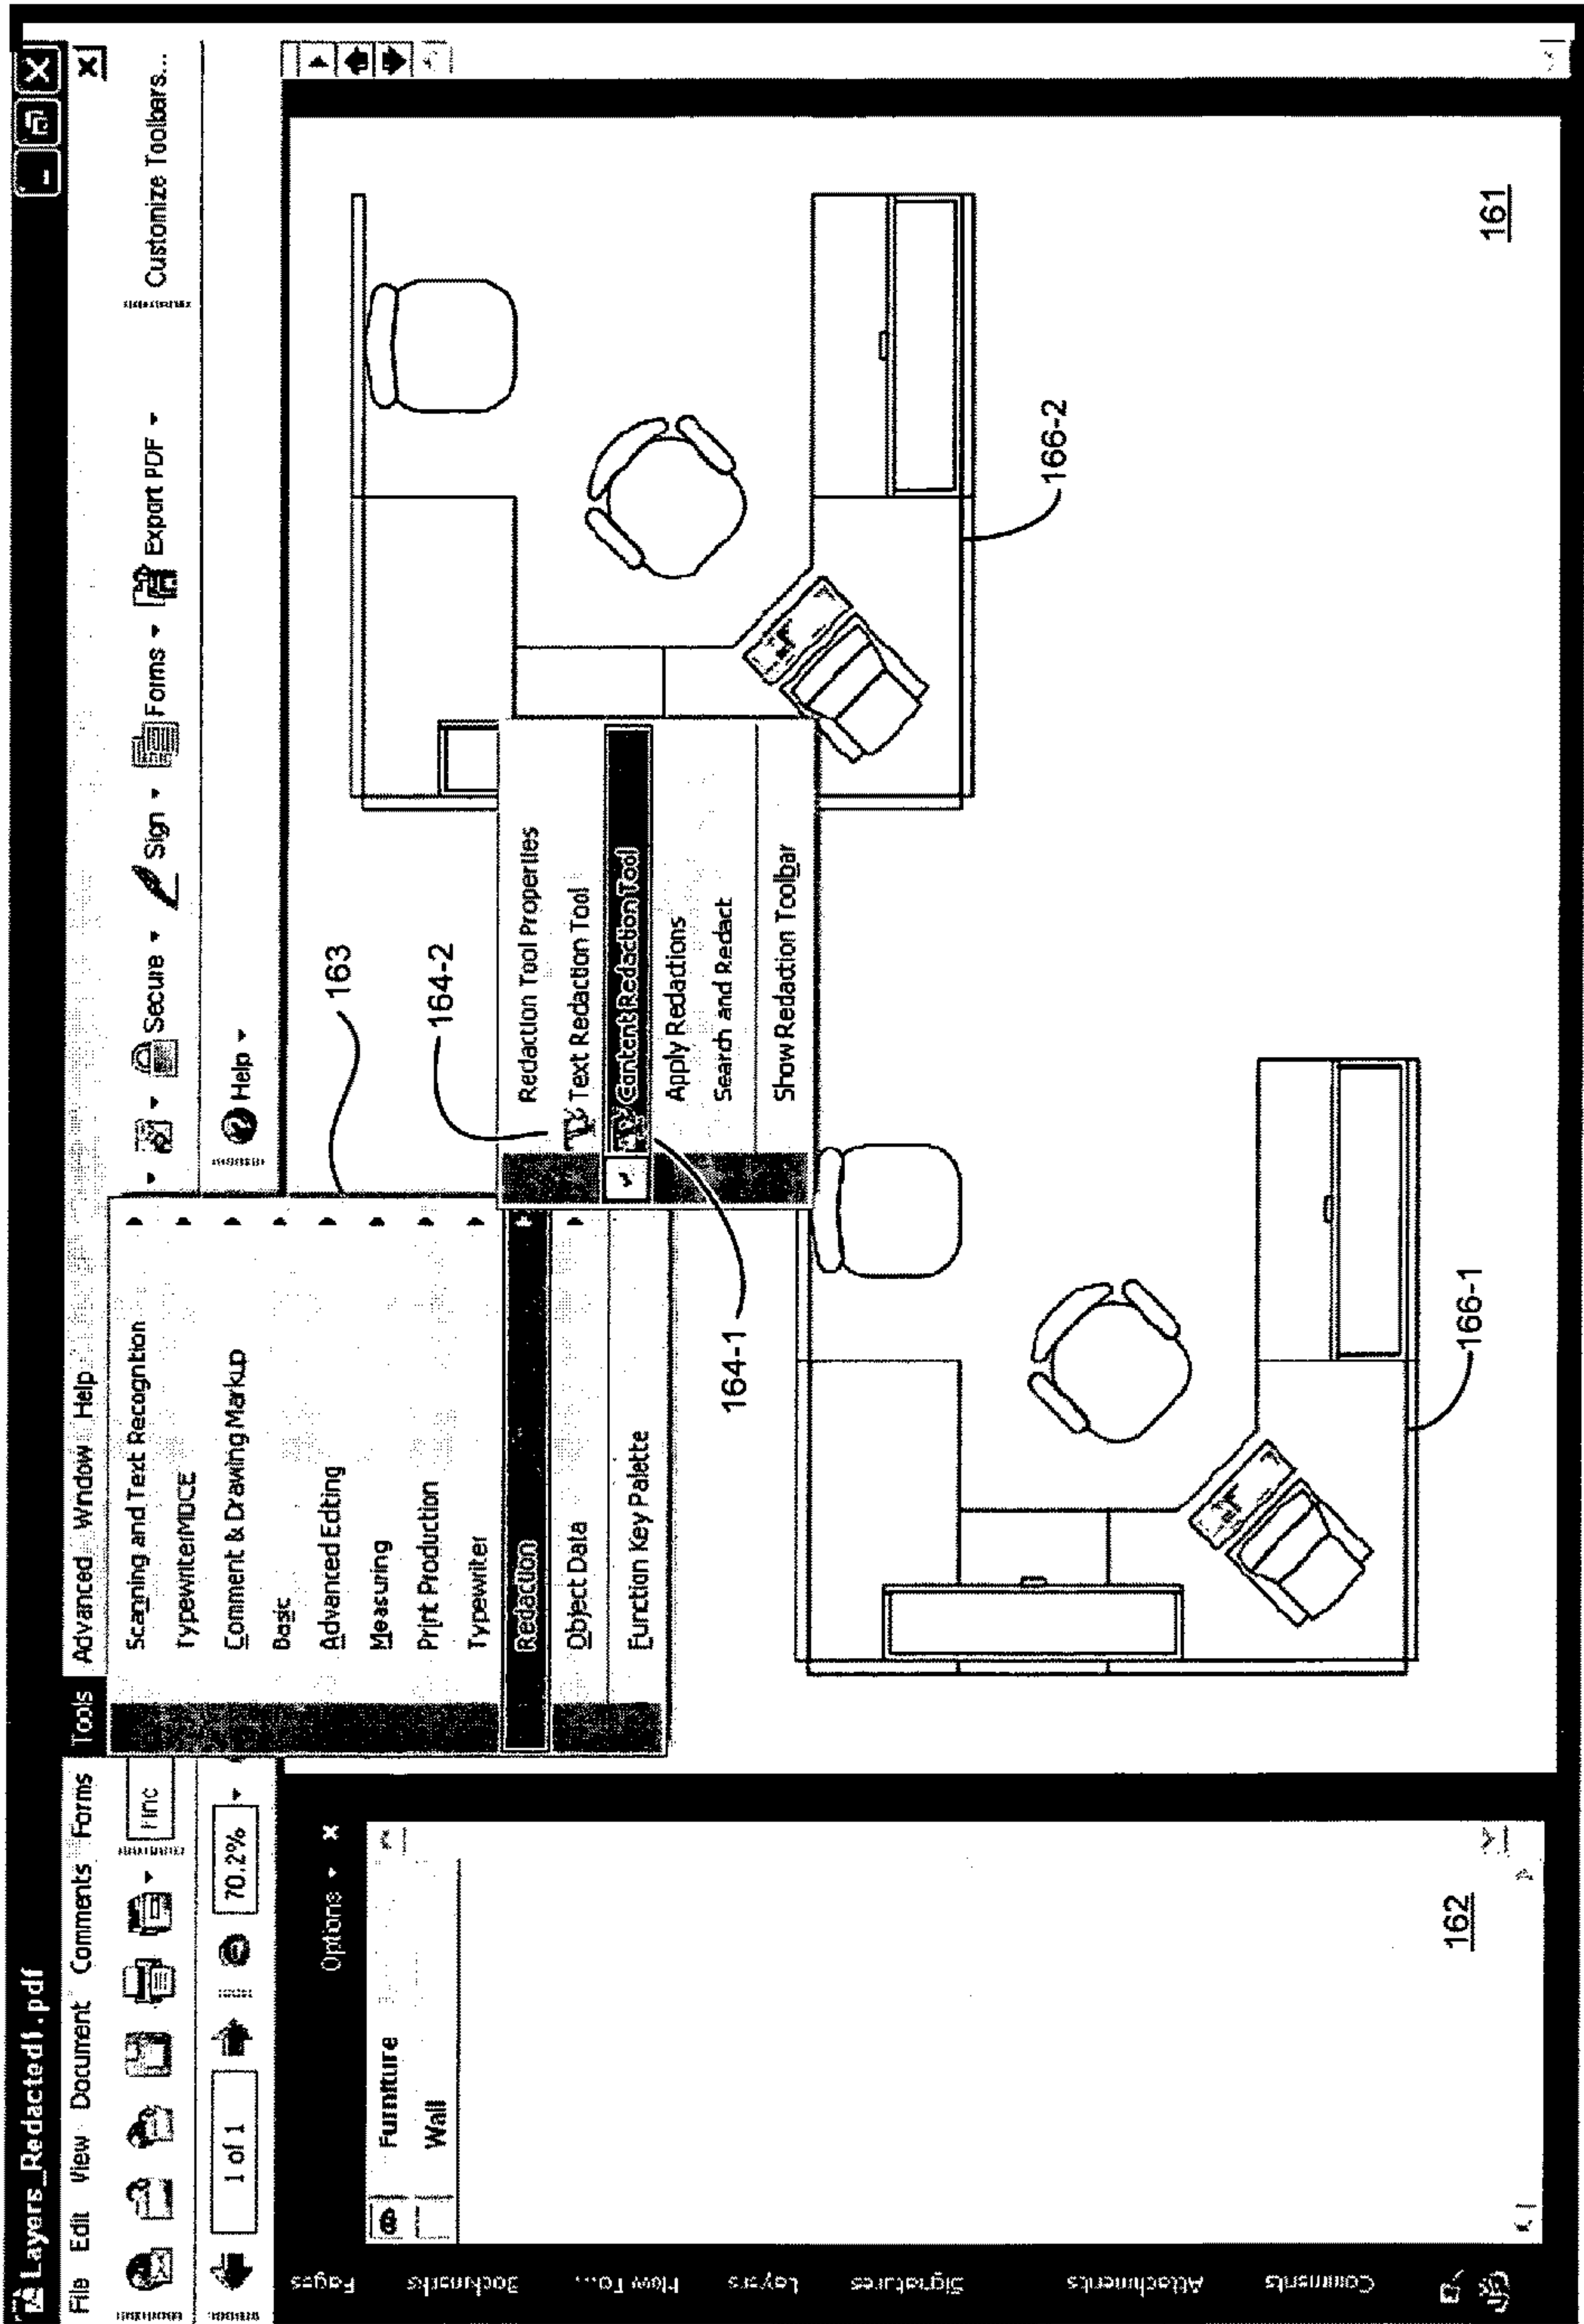 Layers_Redacted1.pdf
File Edit View Document Comments Forms Tools Advanced Window Help
Secure Sign Forms Export PDF Customize Toolbars...
1 of 1 70.2% Help
Options
Furniture
Wall
Pages
Bookmarks
How To...
Layers
Signatures
Attachments
Comments
162
Scanning and Text Recogntion
TypewriterMDCE
Comment & Drawing Markup
Basic
Advanced Editing
Measuring
Print Production
Typewriter
Redaction
Object Data
Function Key Palette
163
164-2
Redaction Tool Properties
Text Redaction Tool
Content Redaction Tool
Apply Redactions
Search and Redact
Show Redaction Toolbar
164-1
166-2
166-1
161